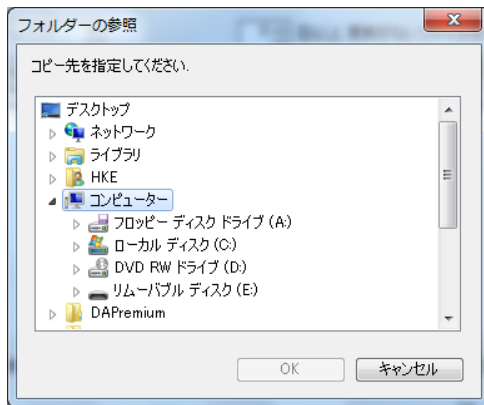 フォルダーの参照
コピー先を指定してください.
デスクトップ
ネットワーク
ライブラリ
HKE
コンピューター
フロッピー ディスク ドライブ (A:)
ローカル ディスク (C:)
DVD RW ドライブ (D:)
リムーバブル ディスク (E:)
DAPremium
OK
キャンセル